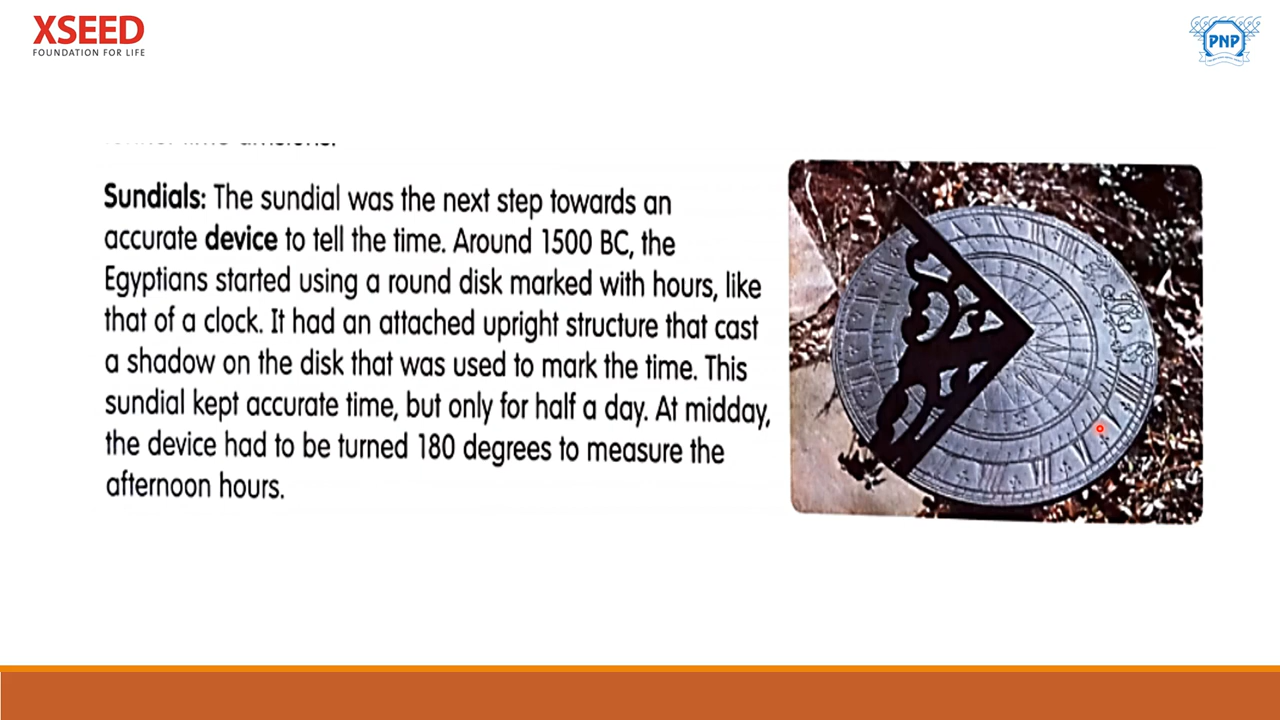 XSEED
FOUNDATION FOR LIFE
PNP
Sundials: The sundial was the next step towards an
accurate device to tell the time. Around 1500 BC, the
Egyptians started using a round disk marked with hours, like
that of a clock. It had an attached upright structure that cast
a shadow on the disk that was used to mark the time. This
sundial kept accurate time, but only for half a day. At midday,
the device had to be turned 180 degrees to measure the
afternoon hours.